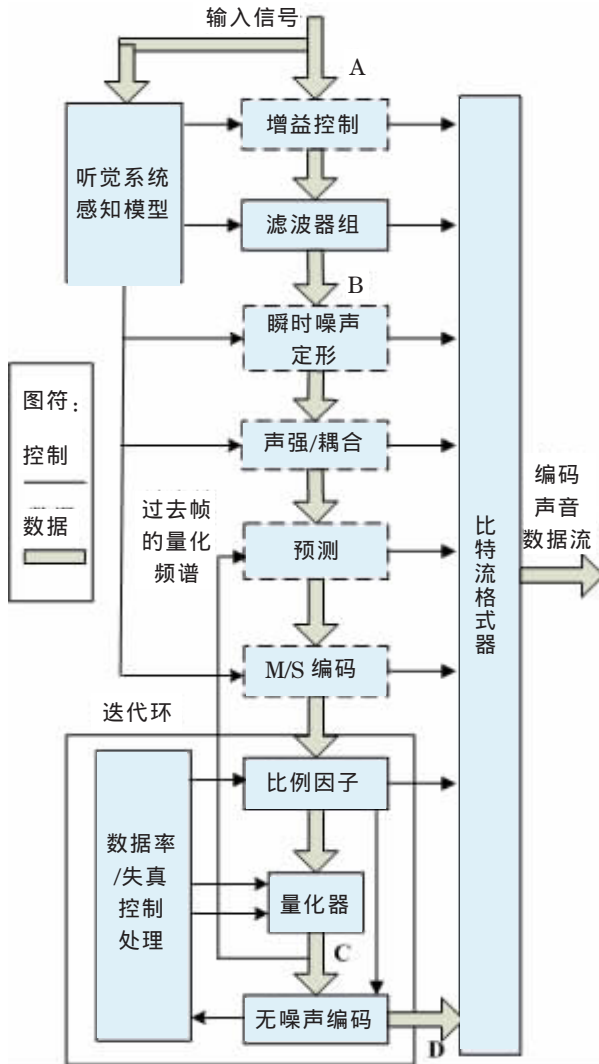 输入信号
A
增益控制
听觉系统
感知模型
滤波器组
B
瞬时噪声
定形
图符：
控制
数据
声强/耦合
过去帧
的量化
频谱
预测
M/S 编码
迭代环
比例因子
数据率
/失真
控制
处理
量化器
C
无噪声编码
D
比特流格式器
编码
声音
数据流